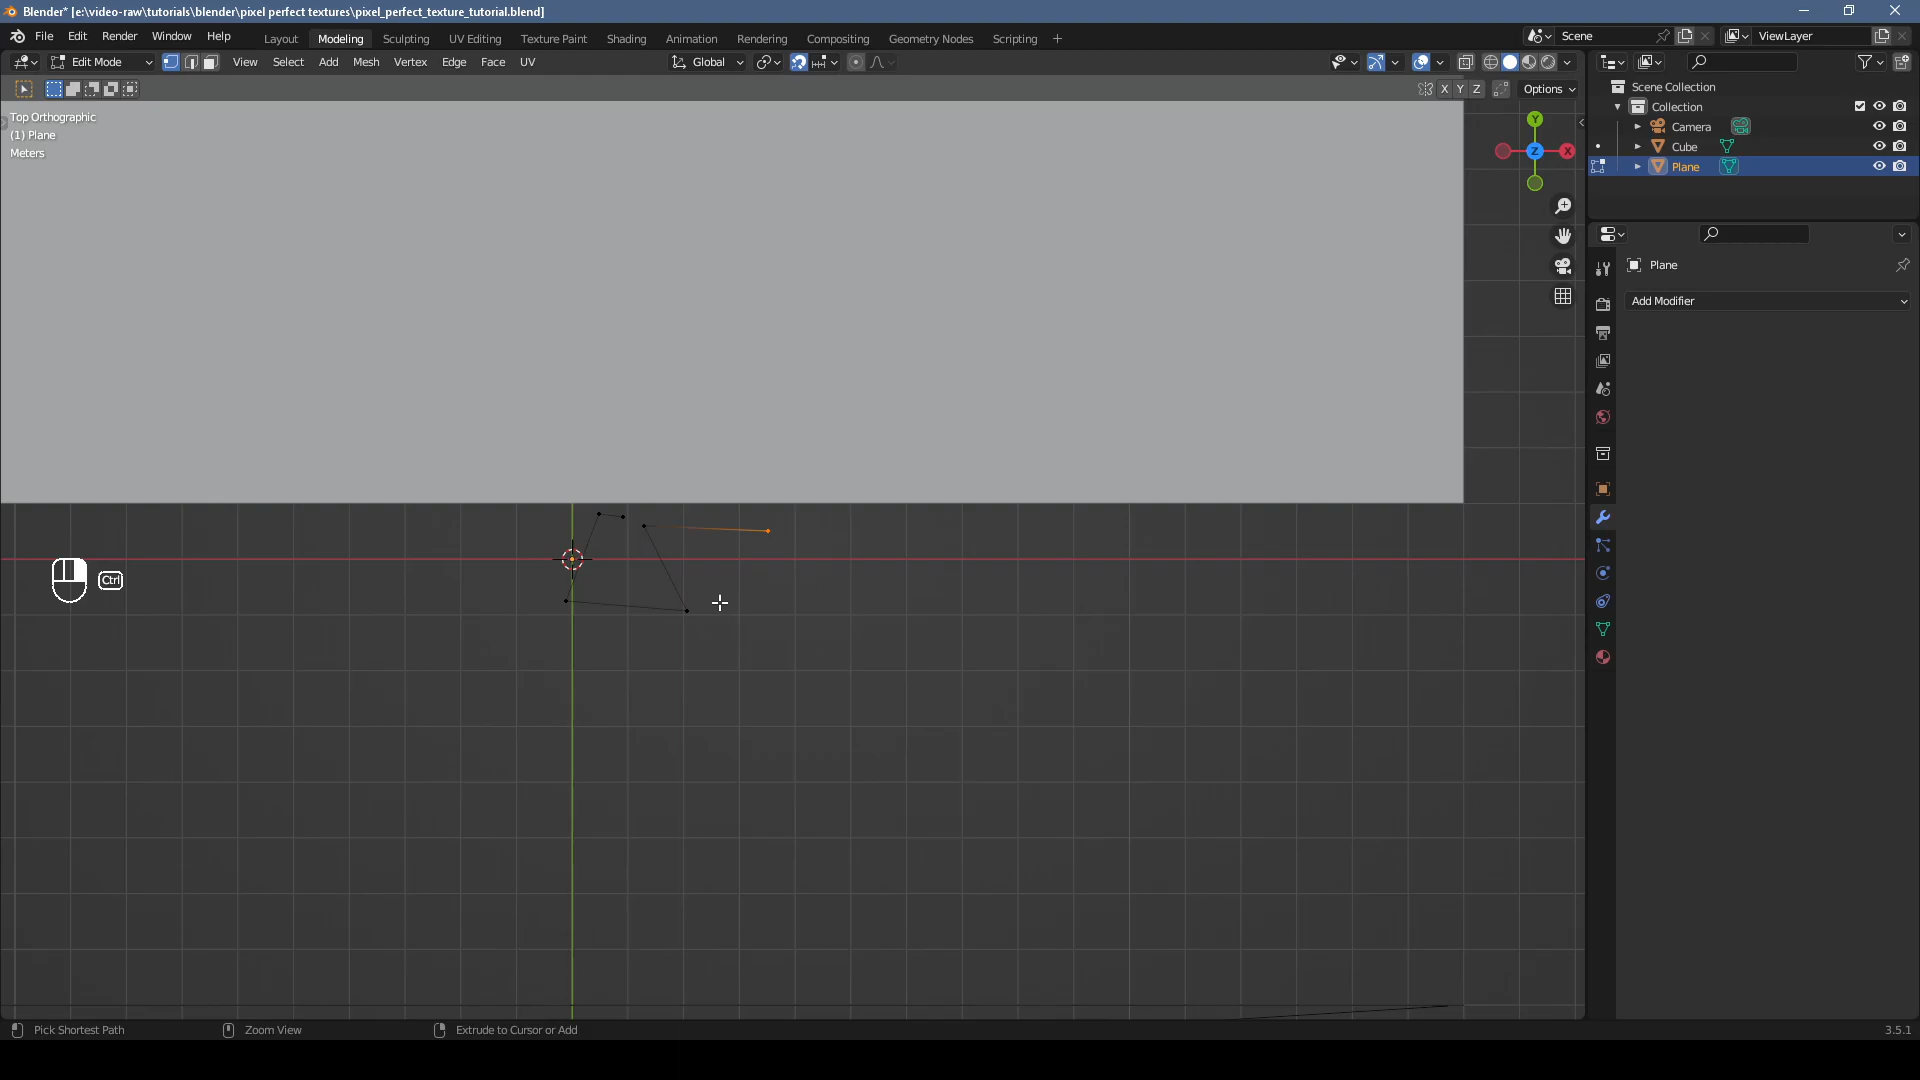 Blender* [e:\video-raw\tutorials\blender\pixel perfect textures\pixel_perfect_texture_tutorial.blend]
File Edit Render Window Help Layout Modeling Sculpting UV Editing Texture Paint Shading Animation Rendering Compositing Geometry Nodes Scripting + Scene ViewLayer
Edit Mode View Select Add Mesh Vertex Edge Face UV Global
X Y Z Options
Top Orthographic
(1) Plane
Meters
Y
Z
X
Scene Collection
Collection
Camera
Cube
Plane
Plane
Add Modifier
Ctrl
Pick Shortest Path Zoom View Extrude to Cursor or Add 3.5.1